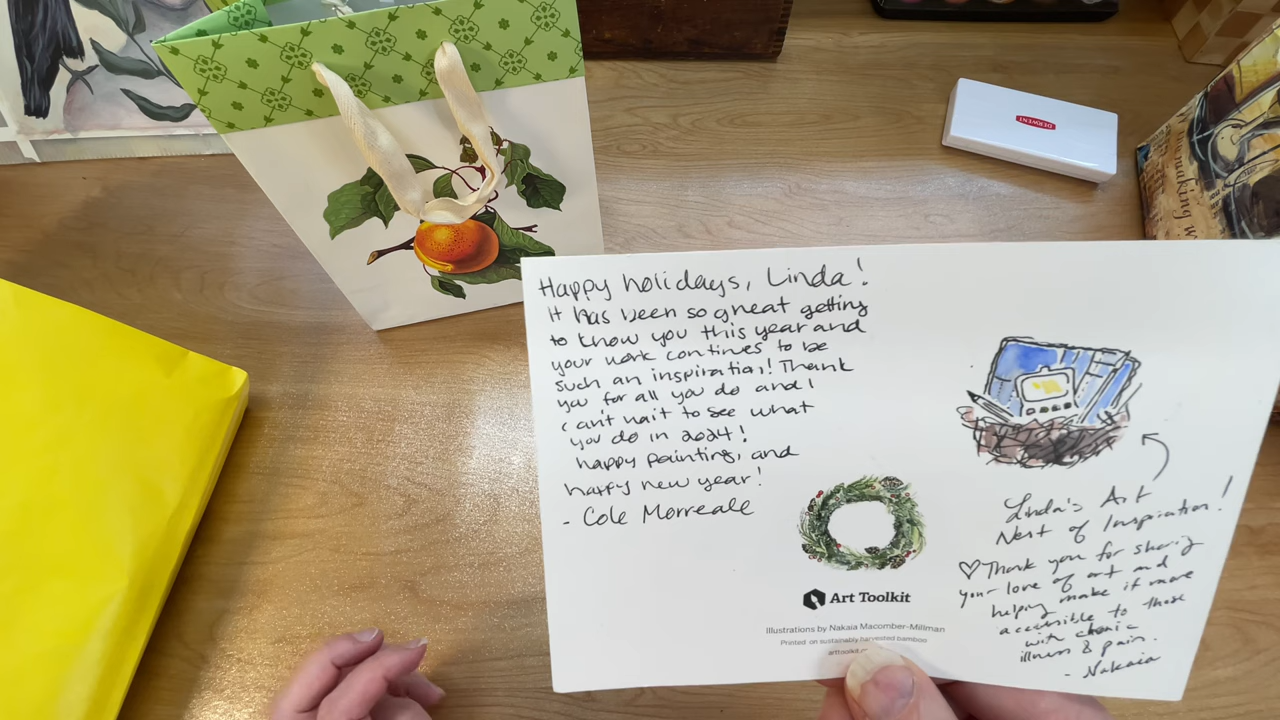 DERWENT
Happy holidays, Linda!
It has been so great getting
to know you this year and
your work continues to be
such an inspiration! Thank
you for all you do and I
can't wait to see what
you do in 2024!
happy painting, and
happy new year!
- Cole Morreale
Linda's Art
Nest of Inspiration!
♡ Thank you for sharing
your love of art and
helping make it more
accessible to those
with chronic
illness & pain.
- Nakaia
Art Toolkit
Illustrations by Nakaia Macomber-Millman
Printed on sustainably harvested bamboo